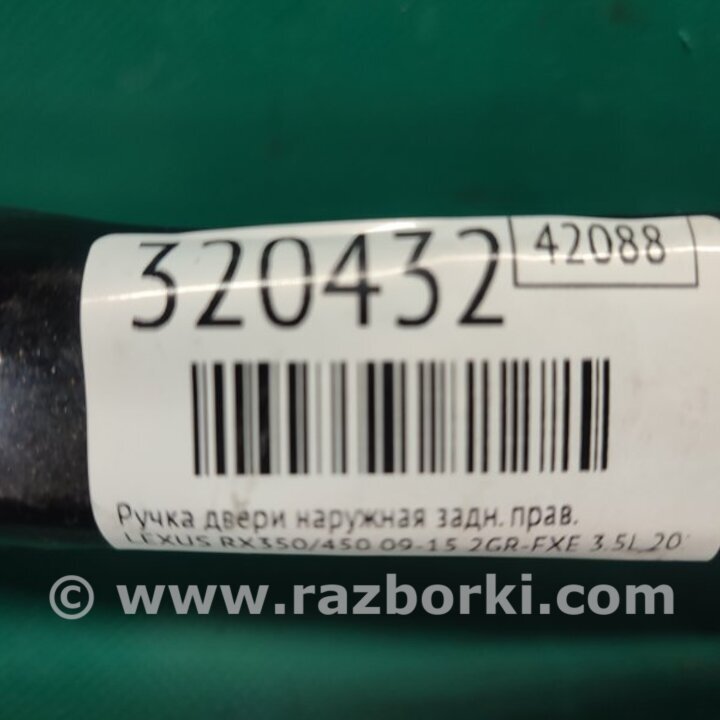 320432 42088
Ручка двери наружная задн. прав.
LEXUS RX350/450 09-15 2GR-FXE 3.5L 20
© www.razborki.com